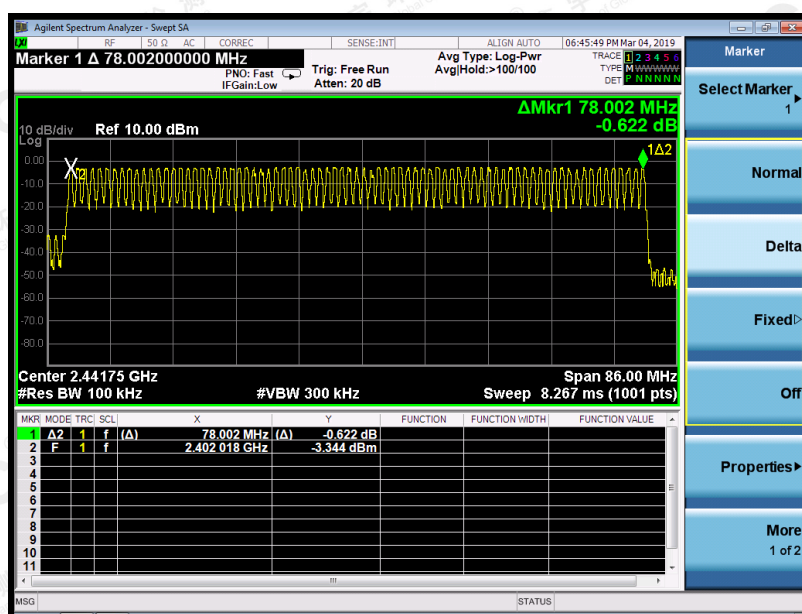 Agilent Spectrum Analyzer - Swept SA
LXI RF 50 Ω AC CORREC SENSE:INT ALIGN AUTO 06:45:49 PM Mar 04, 2019
Marker 1 Δ 78.002000000 MHz
PNO: Fast
IFGain:Low
Trig: Free Run
Atten: 20 dB
Avg Type: Log-Pwr
Avg|Hold:>100/100
TRACE 1 2 3 4 5 6
TYPE M W W W W W
DET P N N N N N
ΔMkr1 78.002 MHz
-0.622 dB
10 dB/div Ref 10.00 dBm
Log
0.00
-10.0
-20.0
-30.0
-40.0
-50.0
-60.0
-70.0
-80.0
X2
1Δ2
Center 2.44175 GHz Span 86.00 MHz
#Res BW 100 kHz #VBW 300 kHz Sweep 8.267 ms (1001 pts)
MKR MODE TRC SCL X Y FUNCTION FUNCTION WIDTH FUNCTION VALUE
1 Δ2 1 f (Δ) 78.002 MHz (Δ) -0.622 dB
2 F 1 f 2.402 018 GHz -3.344 dBm
3
4
5
6
7
8
9
10
11
MSG STATUS
Marker
Select Marker
1
Normal
Delta
Fixed
Off
Properties
More
1 of 2